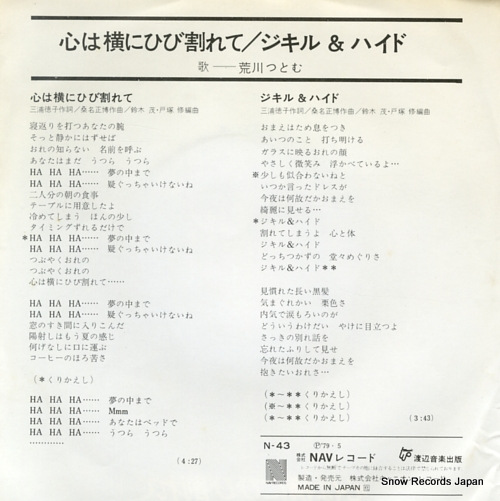 心は横にひび割れて／ジキル & ハイド
歌――荒川つとむ
心は横にひび割れて
三浦徳子作詞／桑名正博作曲／鈴木 茂・戸塚 修編曲
寝返りを打つあなたの腕
そっと静かにはずせば
おれの知らない 名前を呼ぶ
あなたはまだ うつら うつら
HA HA HA…… 夢の中まで
HA HA HA…… 疑ぐっちゃいけないね
二人分の朝の食事
テーブルに用意したよ
冷めてしまう ほんの少し
タイミングずれるだけで
*HA HA HA…… 夢の中まで
HA HA HA…… 疑ぐっちゃいけないね
つぶやくおれの
つぶやくおれの
心は横にひび割れて……
HA HA HA…… 夢の中まで
HA HA HA…… 疑ぐっちゃいけないね
窓のすき間に入りこんだ
陽射しはもう夏の感じ
何げなしに口に運ぶ
コーヒーのほろ苦さ
(*くりかえし)
HA HA HA…… 夢の中まで
HA HA HA…… Mmm
HA HA HA…… あなたはベッドで
HA HA HA…… うつら うつら
…………
(4:27)
ジキル & ハイド
三浦徳子作詞／桑名正博作曲／鈴木 茂・戸塚 修編曲
おまえはため息をつき
あいつのこと 打ち明ける
ガラスに映るおれの顔
やさしく微笑み 浮かべているよ…
※少しも似合わないねと
いつか言ったドレスが
今夜は何故だかおまえを
綺麗に見せる…
*ジキル&ハイド
割れてしまうよ 心と体
ジキル&ハイド
どっちつかずの 堂々めぐりさ
ジキル&ハイド**
見慣れた長い黒髪
気まぐれかい 栗色さ
内気で涙もろいのが
どういうわけだい やけに目立つよ
さっきの別れ話を
忘れたふりして見せ
今夜は何故だかおまえを
抱きたいおれさ…
(*〜**くりかえし)
(※〜**くりかえし)
(*〜**くりかえし)
(3:43)
N-43
Ⓟ'79・5
株式会社 NAVレコード
渡辺音楽出版
MADE IN JAPAN
Snow Records Japan.com